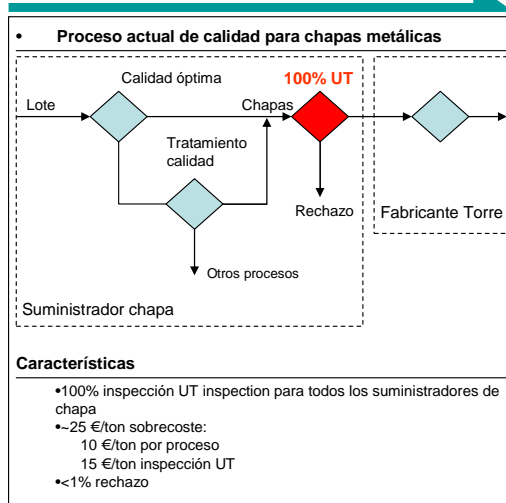 • Proceso actual de calidad para chapas metálicas
Calidad óptima
100% UT
Lote
Chapas
Tratamiento
calidad
Rechazo
Fabricante Torre
Otros procesos
Suministrador chapa
Características
•100% inspección UT inspection para todos los suministradores de
chapa
•~25 €/ton sobrecoste:
10 €/ton por proceso
15 €/ton inspección UT
•<1% rechazo